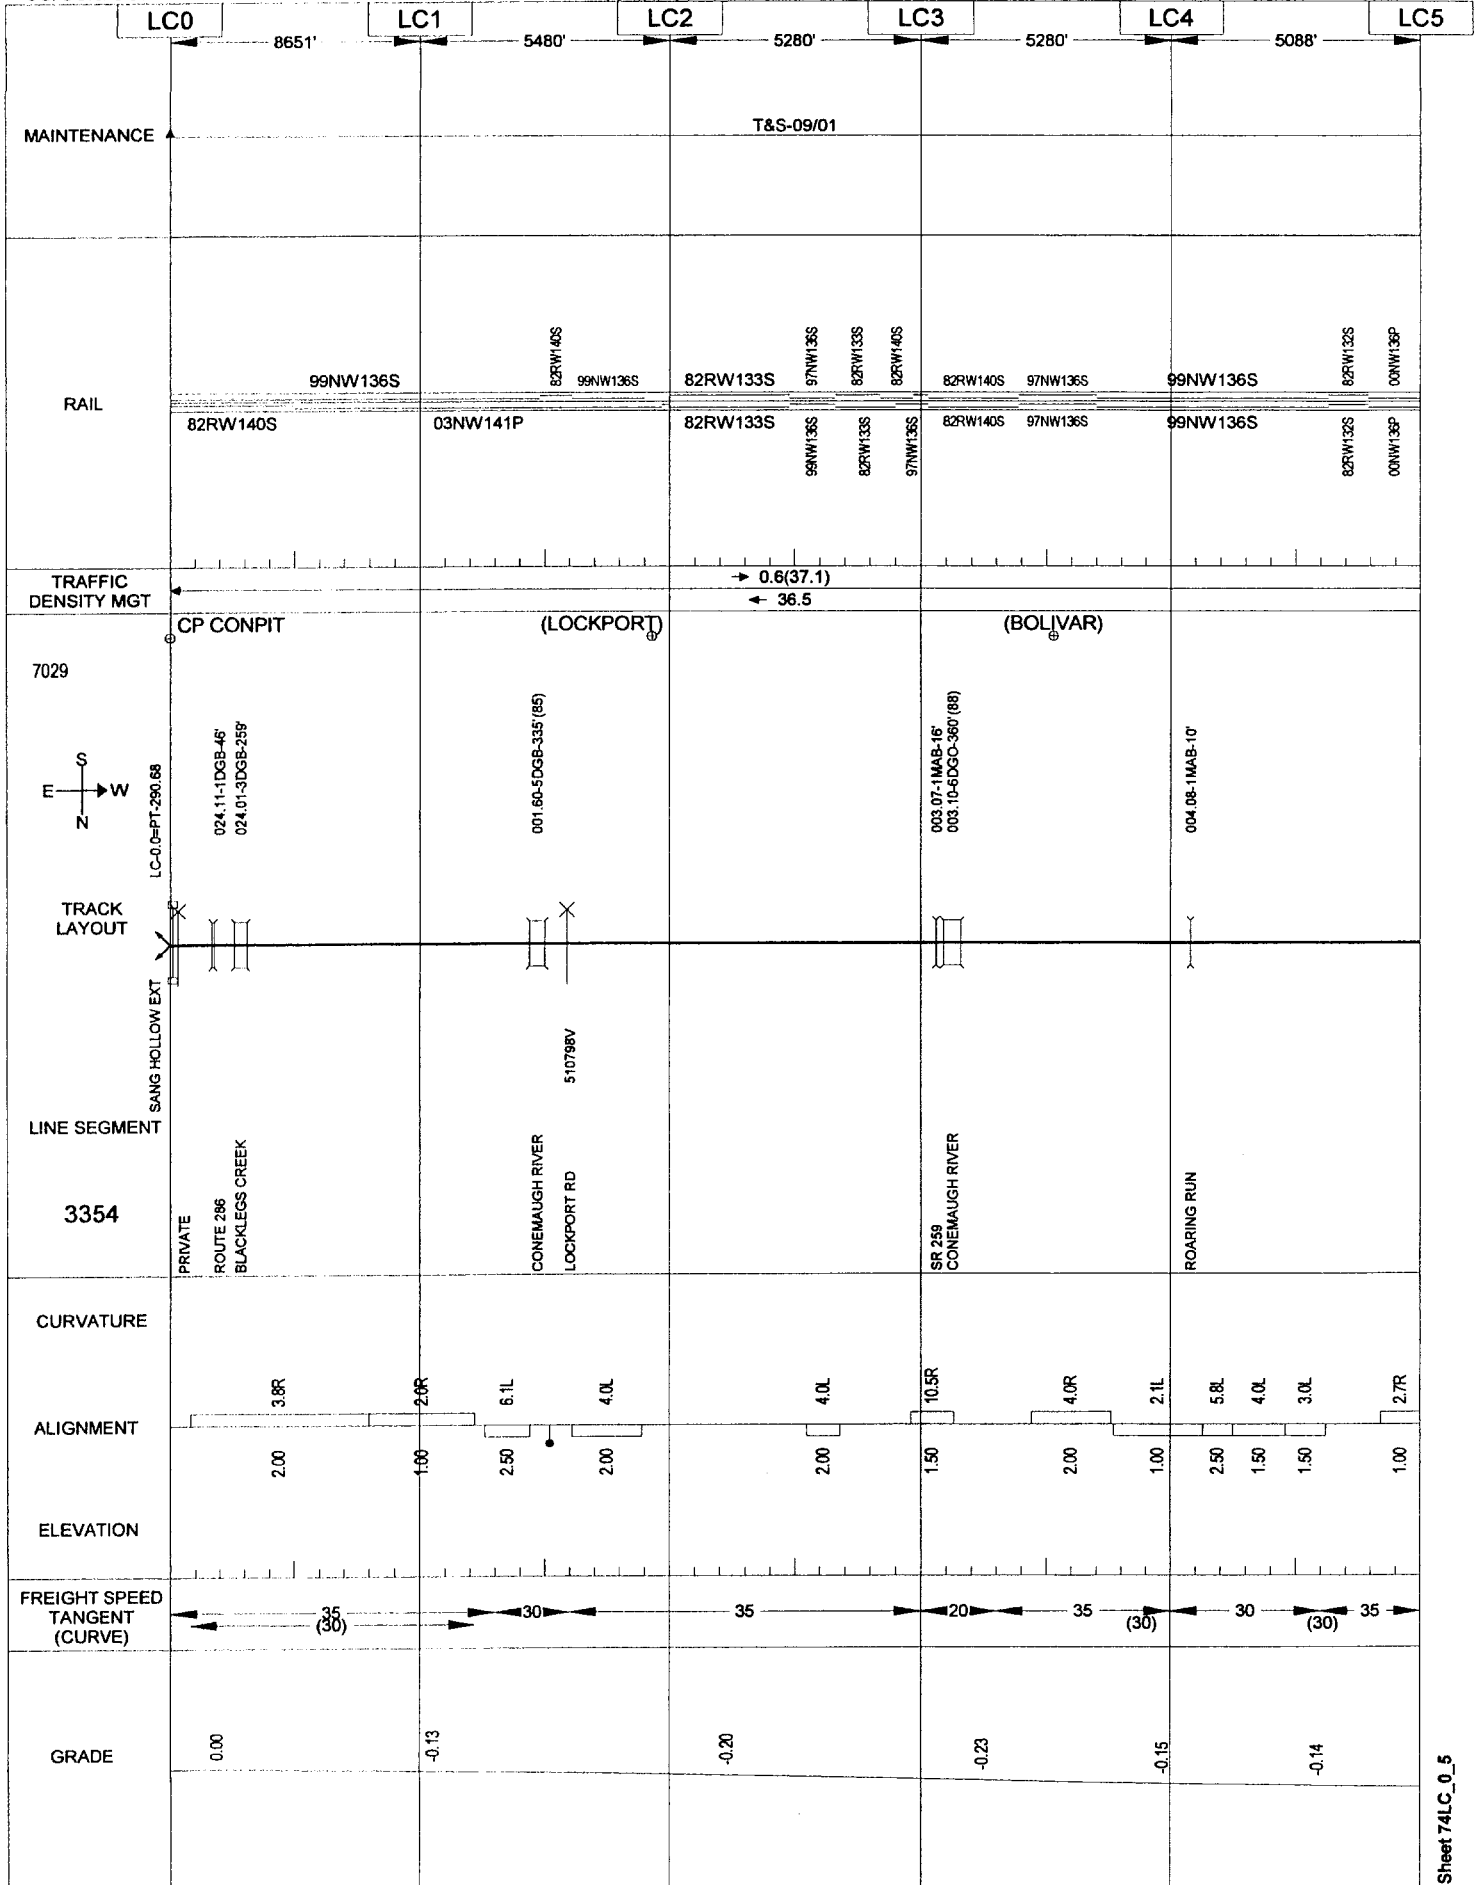 LC0 LC1 LC2 LC3 LC4 LC5
8651' 5480' 5280' 5280' 5088'
MAINTENANCE
T&S-09/01
RAIL
99NW136S
82RW140S
99NW136S
82RW133S
97NW136S
82RW133S
82RW140S
82RW140S
97NW136S
99NW136S
82RW132S
00NW136P
82RW140S
03NW141P
82RW133S
99NW136S
82RW133S
97NW136S
82RW140S
97NW136S
99NW136S
82RW132S
00NW136P
TRAFFIC
DENSITY MGT
→ 0.6(37.1)
← 36.5
CP CONPIT
(LOCKPORT)
(BOLIVAR)
7029
S
E W
N
LC-0.0=PT-290.68
024.11-1DGB-46'
024.01-3DGB-259'
001.60-5DGB-335'(85)
003.07-1MAB-16'
003.10-6DGO-360'(88)
004.08-1MAB-10'
TRACK
LAYOUT
SANG HOLLOW EXT
510798V
LINE SEGMENT
3354
PRIVATE
ROUTE 286
BLACKLEGS CREEK
CONEMAUGH RIVER
LOCKPORT RD
SR 259
CONEMAUGH RIVER
ROARING RUN
CURVATURE
3.8R 2.0R 6.1L 4.0L 4.0L 10.5R 4.0R 2.1L 5.8L 4.0L 3.0L 2.7R
ALIGNMENT
2.00 1.00 2.50 2.00 2.00 1.50 2.00 1.00 2.50 1.50 1.50 1.00
ELEVATION
FREIGHT SPEED
TANGENT
(CURVE)
35 30 35 20 35 30 35
(30) (30) (30)
GRADE
0.00 -0.13 -0.20 -0.23 -0.15 -0.14
Sheet 74LC_0_5